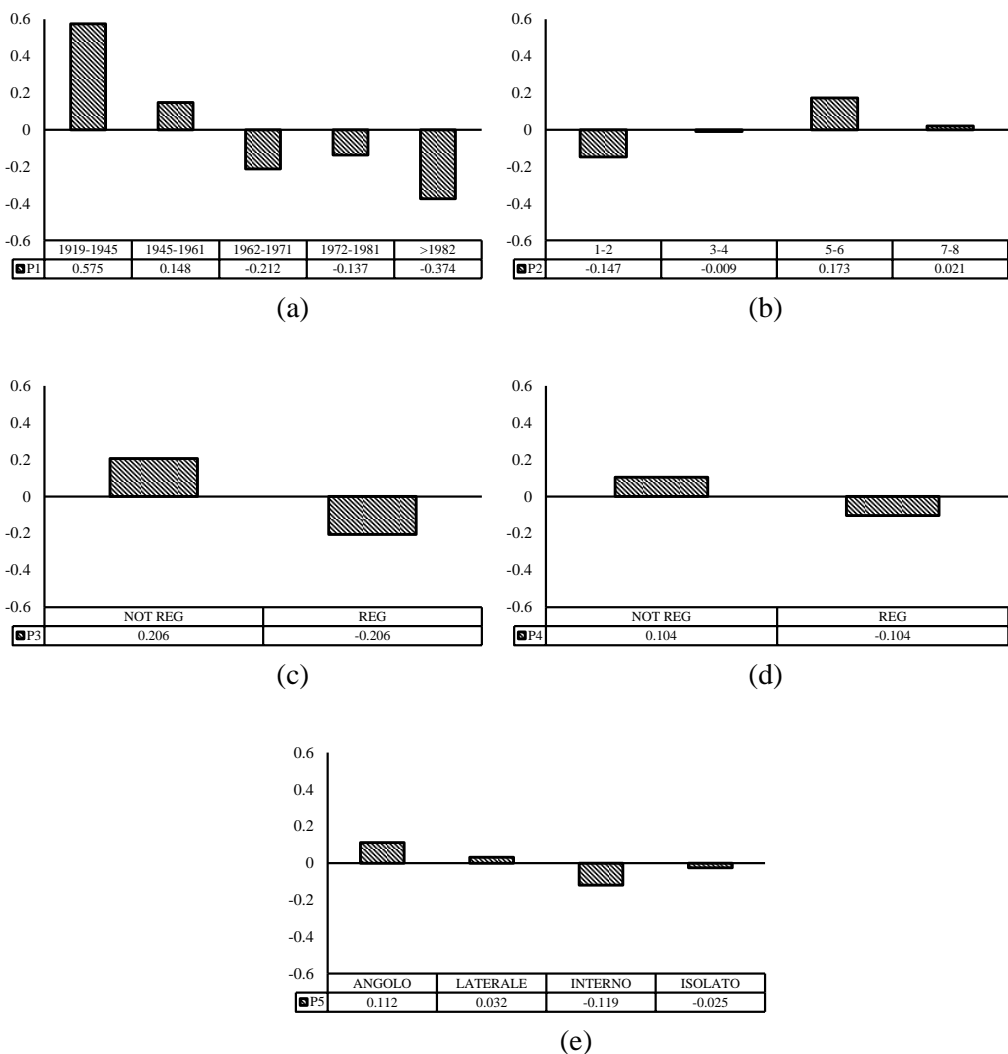 0.6
0.4
0.2
0
-0.2
-0.4
-0.6
1919-1945 1945-1961 1962-1971 1972-1981 >1982
P1 0.575 0.148 -0.212 -0.137 -0.374
(a)
0.6
0.4
0.2
0
-0.2
-0.4
-0.6
1-2 3-4 5-6 7-8
P2 -0.147 -0.009 0.173 0.021
(b)
0.6
0.4
0.2
0
-0.2
-0.4
-0.6
NOT REG REG
P3 0.206 -0.206
(c)
0.6
0.4
0.2
0
-0.2
-0.4
-0.6
NOT REG REG
P4 0.104 -0.104
(d)
0.6
0.4
0.2
0
-0.2
-0.4
-0.6
ANGOLO LATERALE INTERNO ISOLATO
P5 0.112 0.032 -0.119 -0.025
(e)